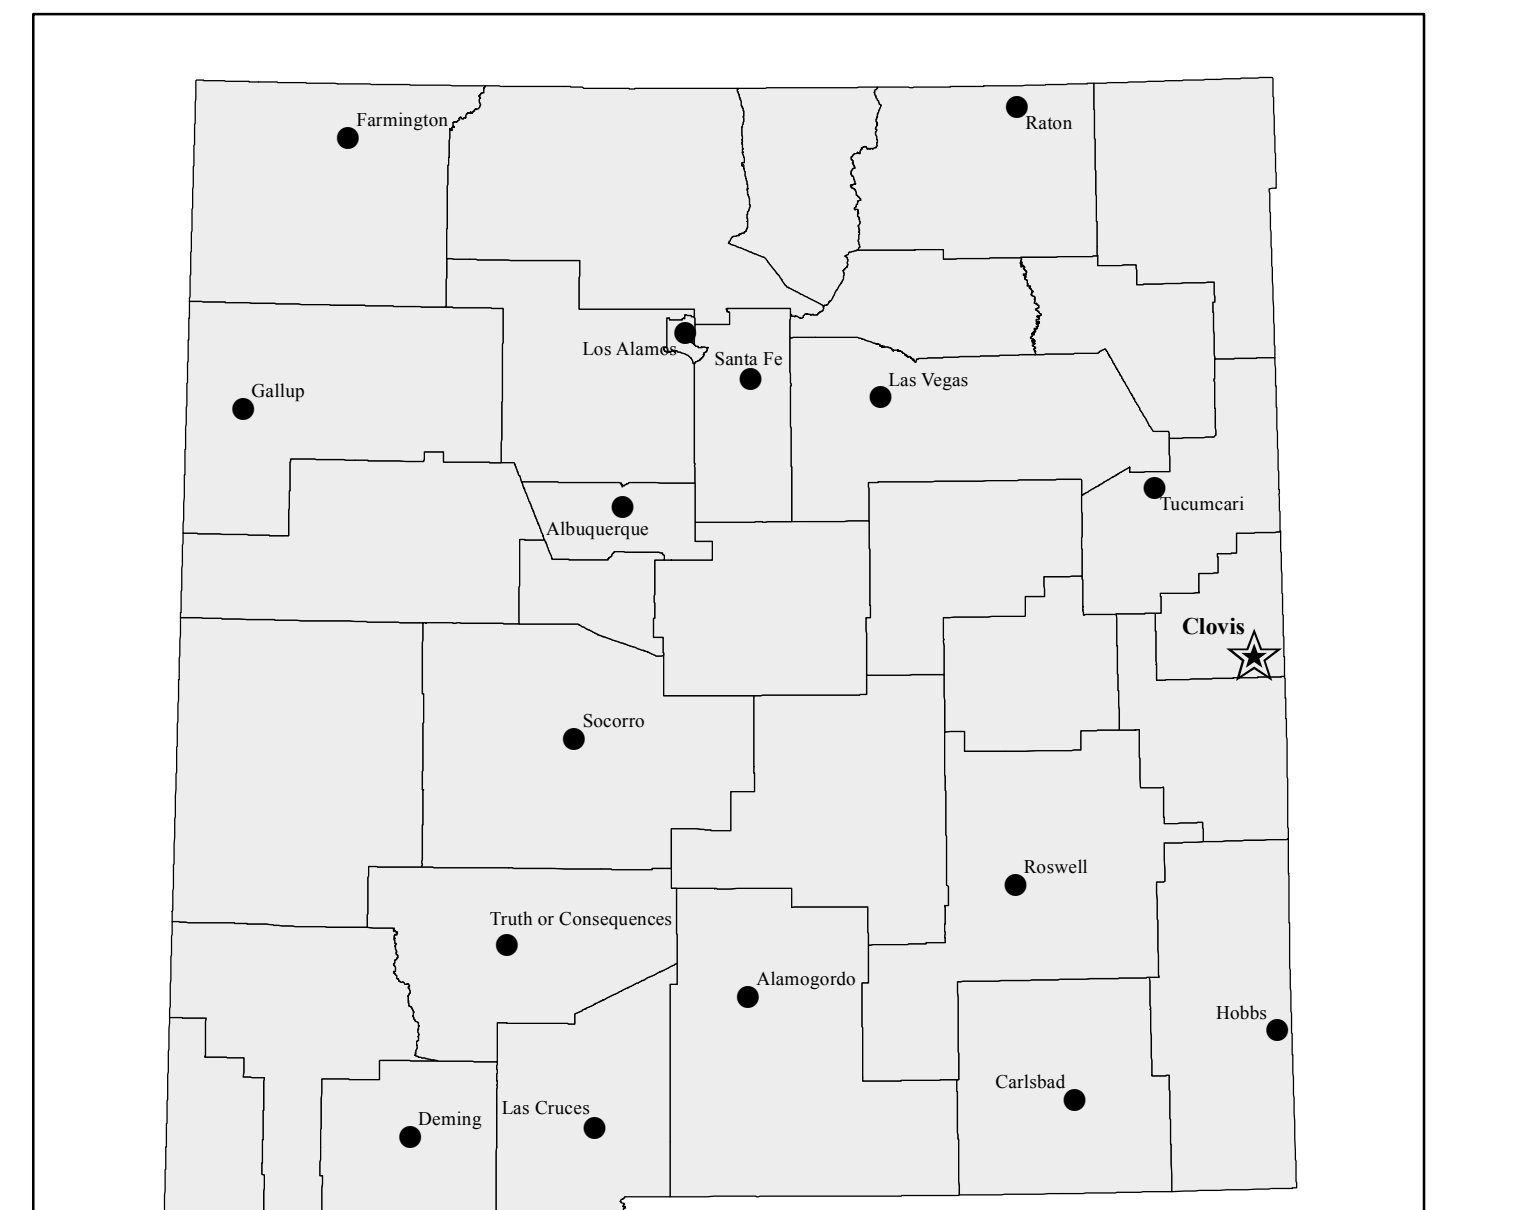 Farmington
Raton
Los Alamos
Santa Fe
Las Vegas
Gallup
Tucumcari
Albuquerque
Clovis
Socorro
Roswell
Truth or Consequences
Alamogordo
Hobbs
Carlsbad
Las Cruces
Deming